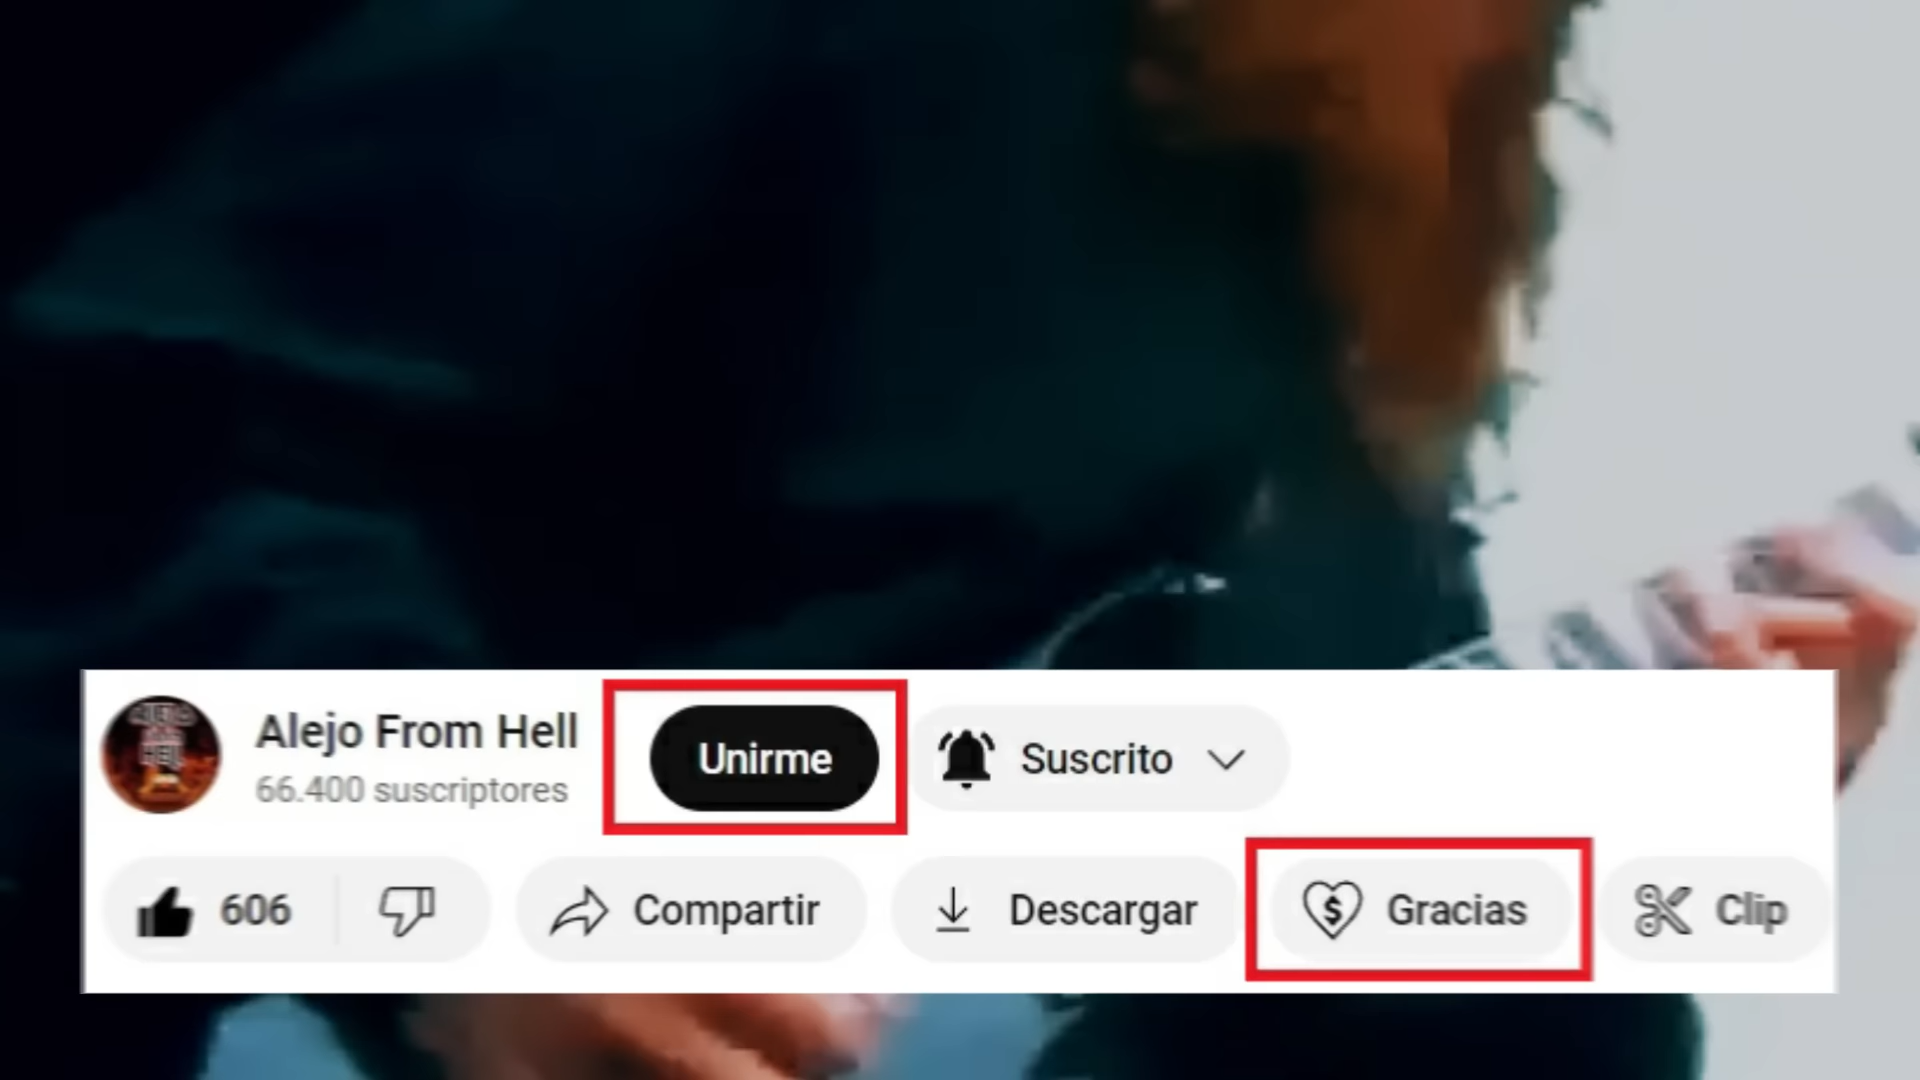 Alejo From Hell
66.400 suscriptores
Unirme
Suscrito
606
Compartir
Descargar
Gracias
Clip